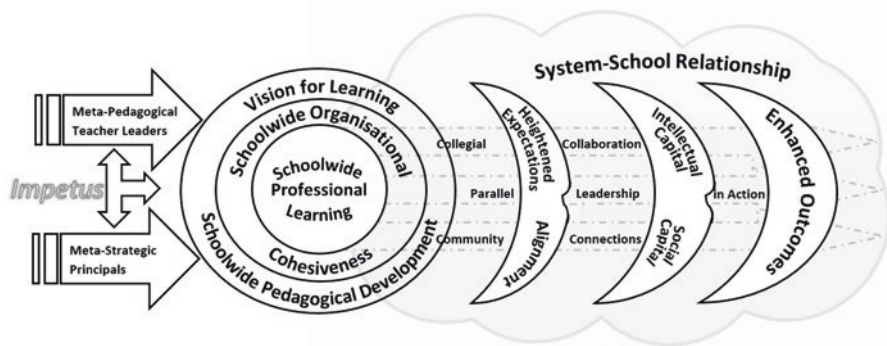 System-School Relationship
Meta-Pedagogical
Teacher Leaders
Impetus
Meta-Strategic
Principals
Vision for Learning
Schoolwide Organisational
Schoolwide
Professional
Learning
Cohesiveness
Schoolwide Pedagogical Development
Collegial
Parallel
Community
Heightened
Expectations
Alignment
Collaboration
Leadership
Connections
Intellectual
Capital
Social
Capital
in Action
Enhanced Outcomes